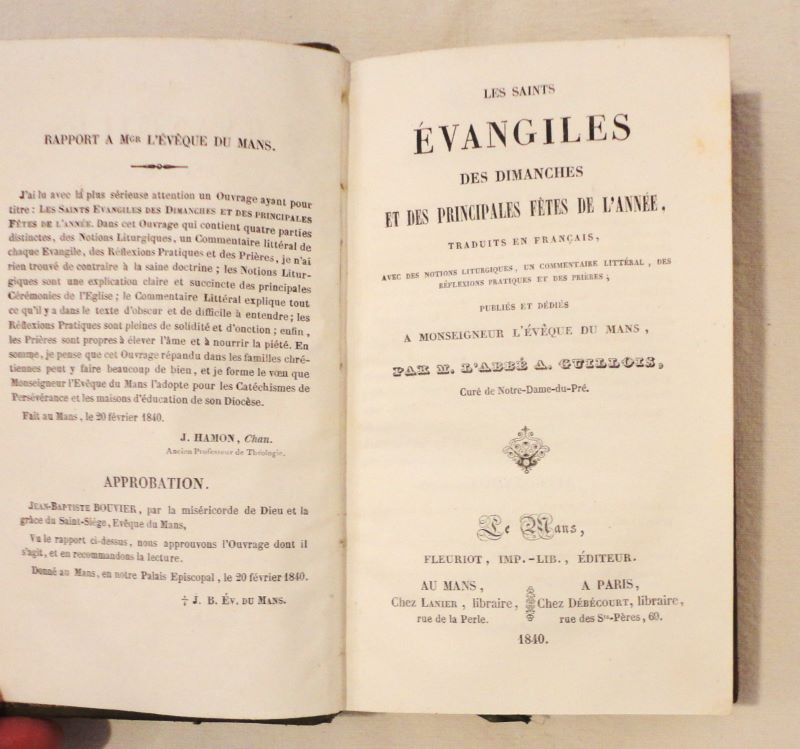 RAPPORT A MGR L'ÉVÊQUE DU MANS.
J'ai lu avec la plus sérieuse attention un Ouvrage ayant pour
titre : LES SAINTS EVANGILES DES DIMANCHES ET DES PRINCIPALES
FÊTES DE L'ANNÉE. Dans cet Ouvrage qui contient quatre parties
distinctes, des Notions Liturgiques, un Commentaire littéral de
chaque Evangile, des Réflexions Pratiques et des Prières, je n'ai
rien trouvé de contraire à la saine doctrine ; les Notions Litur-
giques sont une explication claire et succincte des principales
Cérémonies de l'Eglise ; le Commentaire Littéral explique tout
ce qu'il y a dans le texte d'obscur et de difficile à entendre ; les
Réflexions Pratiques sont pleines de solidité et d'onction ; enfin,
les Prières sont propres à élever l'âme et à nourrir la piété. En
somme, je pense que cet Ouvrage répandu dans les familles chré-
tiennes peut y faire beaucoup de bien, et je forme le vœu que
Monseigneur l'Evêque du Mans l'adopte pour les Catéchismes de
Persévérance et les maisons d'éducation de son Diocèse.
Fait au Mans, le 20 février 1840.
J. HAMON, Chan.
Ancien Professeur de Théologie.
APPROBATION.
JEAN-BAPTISTE BOUVIER, par la miséricorde de Dieu et la
grâce du Saint-Siége, Evêque du Mans,
Vu le rapport ci-dessus, nous approuvons l'Ouvrage dont il
s'agit, et en recommandons la lecture.
Donné au Mans, en notre Palais Episcopal, le 20 février 1840.
† J. B. ÉV. DU MANS.
LES SAINTS
ÉVANGILES
DES DIMANCHES
ET DES PRINCIPALES FÊTES DE L'ANNÉE,
TRADUITS EN FRANÇAIS,
AVEC DES NOTIONS LITURGIQUES, UN COMMENTAIRE LITTÉRAL, DES
RÉFLEXIONS PRATIQUES ET DES PRIÈRES ;
PUBLIÉS ET DÉDIÉS
A MONSEIGNEUR L'ÉVÊQUE DU MANS,
PAR M. L'ABBÉ A. GUILLOIS,
Curé de Notre-Dame-du-Pré.
Le Mans,
FLEURIOT, IMP.-LIB., ÉDITEUR.
AU MANS,
Chez LANIER, libraire,
rue de la Perle.
A PARIS,
Chez DEBÉCOURT, libraire,
rue des Sts-Pères, 69.
1840.